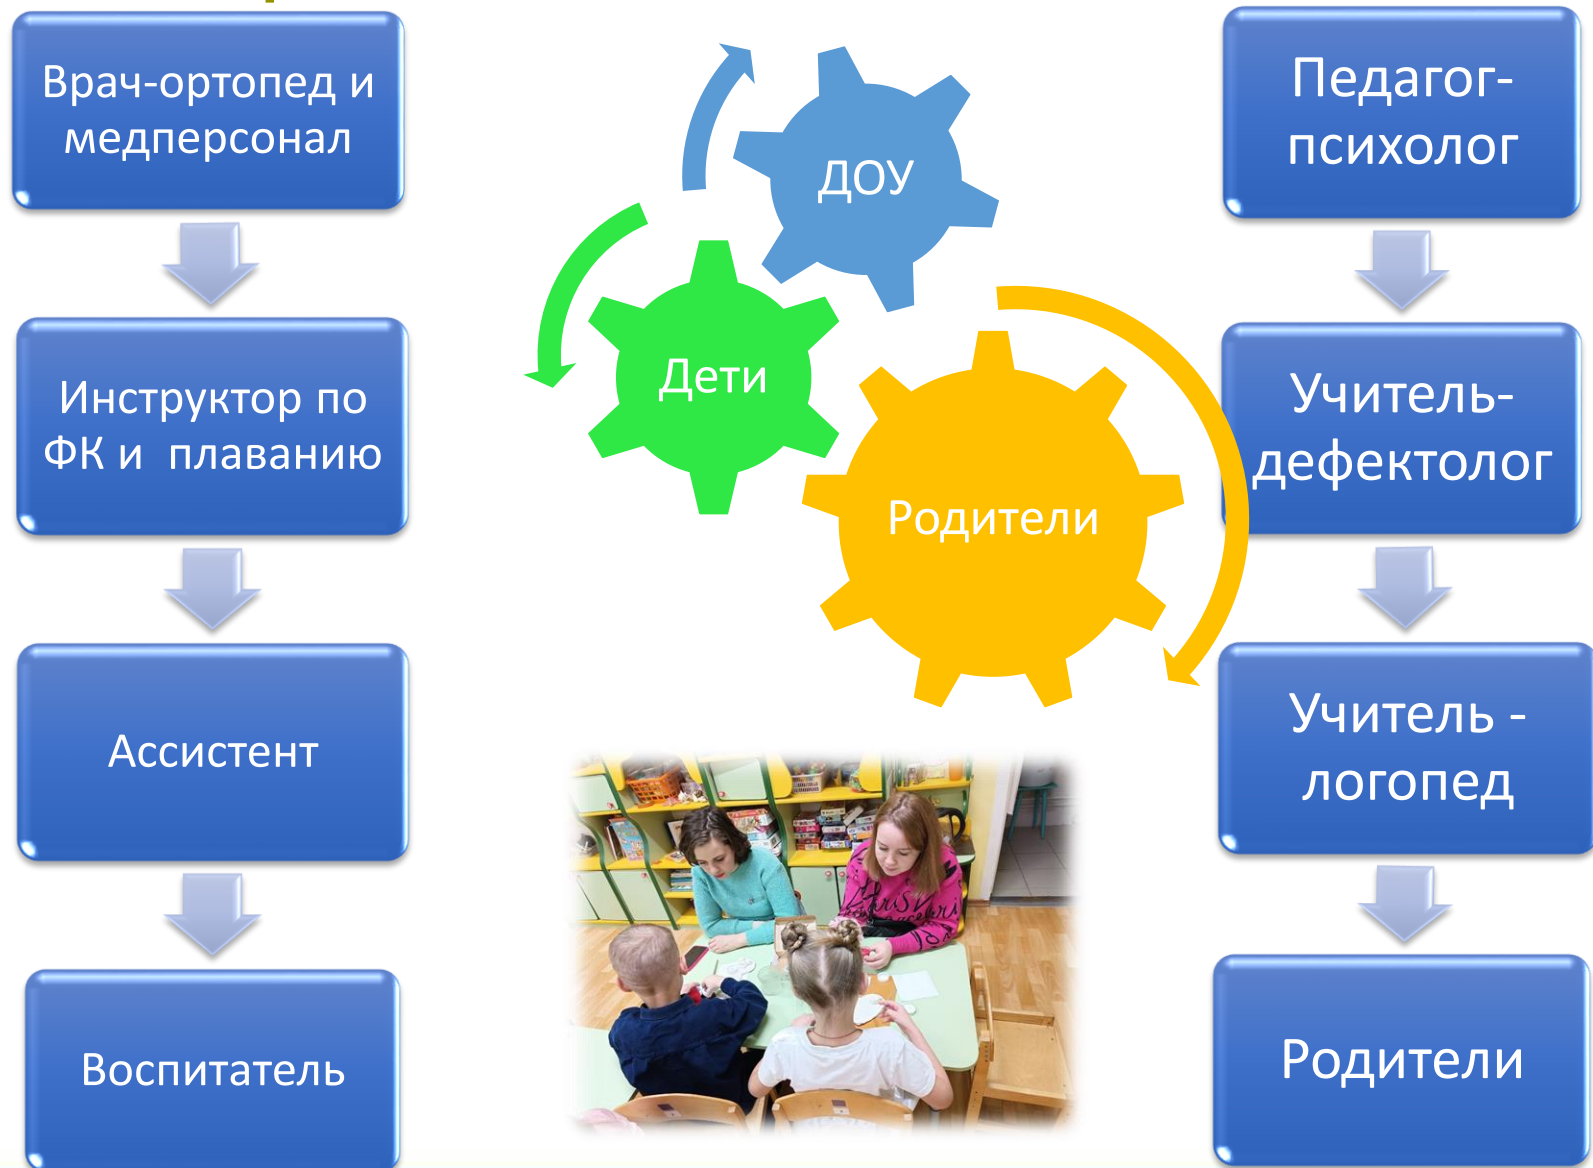 Врач-ортопед и
медперсонал
Инструктор по
ФК и плаванию
Ассистент
Воспитатель
ДОУ
Дети
Родители
Педагог-
психолог
Учитель-
дефектолог
Учитель -
логопед
Родители